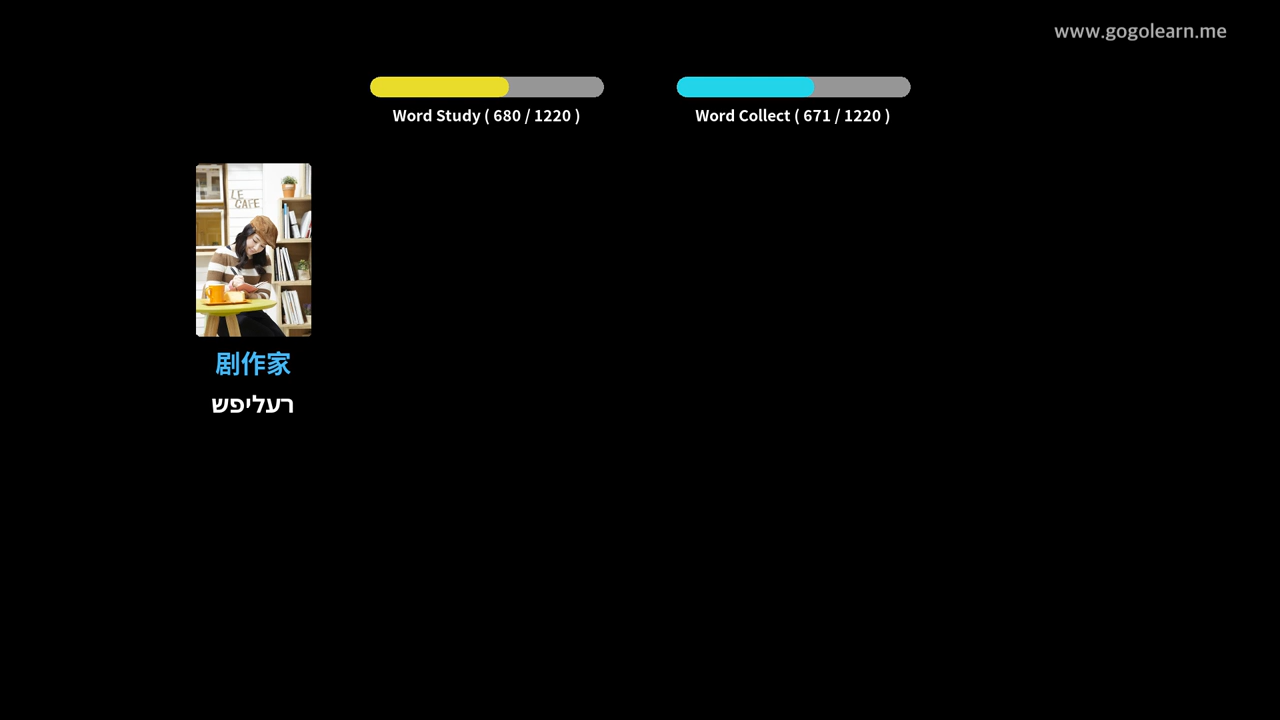 www.gogolearn.me
Word Study ( 680 / 1220 )
Word Collect ( 671 / 1220 )
LE
CAFE
剧作家
רעליפש